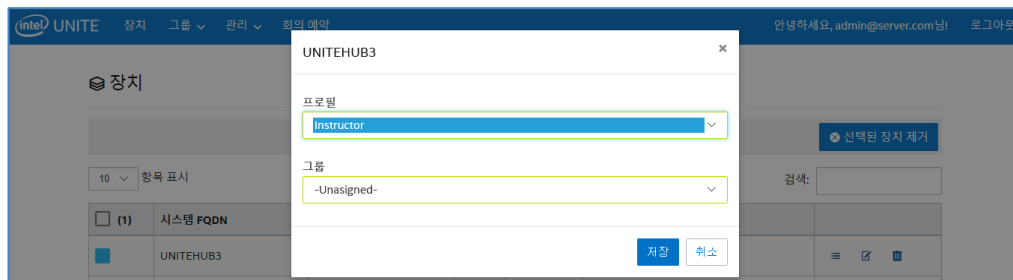 intel UNITE 장치 그룹 관리 회의 예약 안녕하세요, admin@server.com님! 로그아웃
UNITEHUB3 ×
장치
프로필
Instructor
선택된 장치 제거
그룹
10 항목 표시 -Unasigned- 검색:
(1) 시스템 FQDN
저장 취소
UNITEHUB3